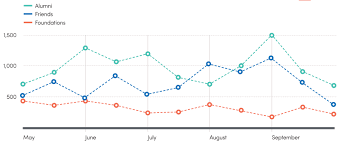 Alumni
Friends
Foundations
1,500
1,000
500
May June July August September